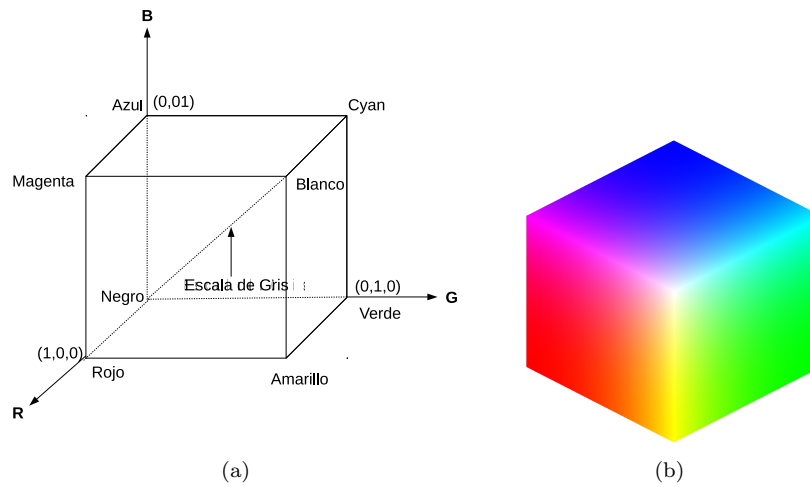 B
Azul
(0,01)
Cyan
Magenta
Blanco
Escala de Gris
Negro
(0,1,0)
G
Verde
(1,0,0)
Rojo
Amarillo
R
(a)
(b)